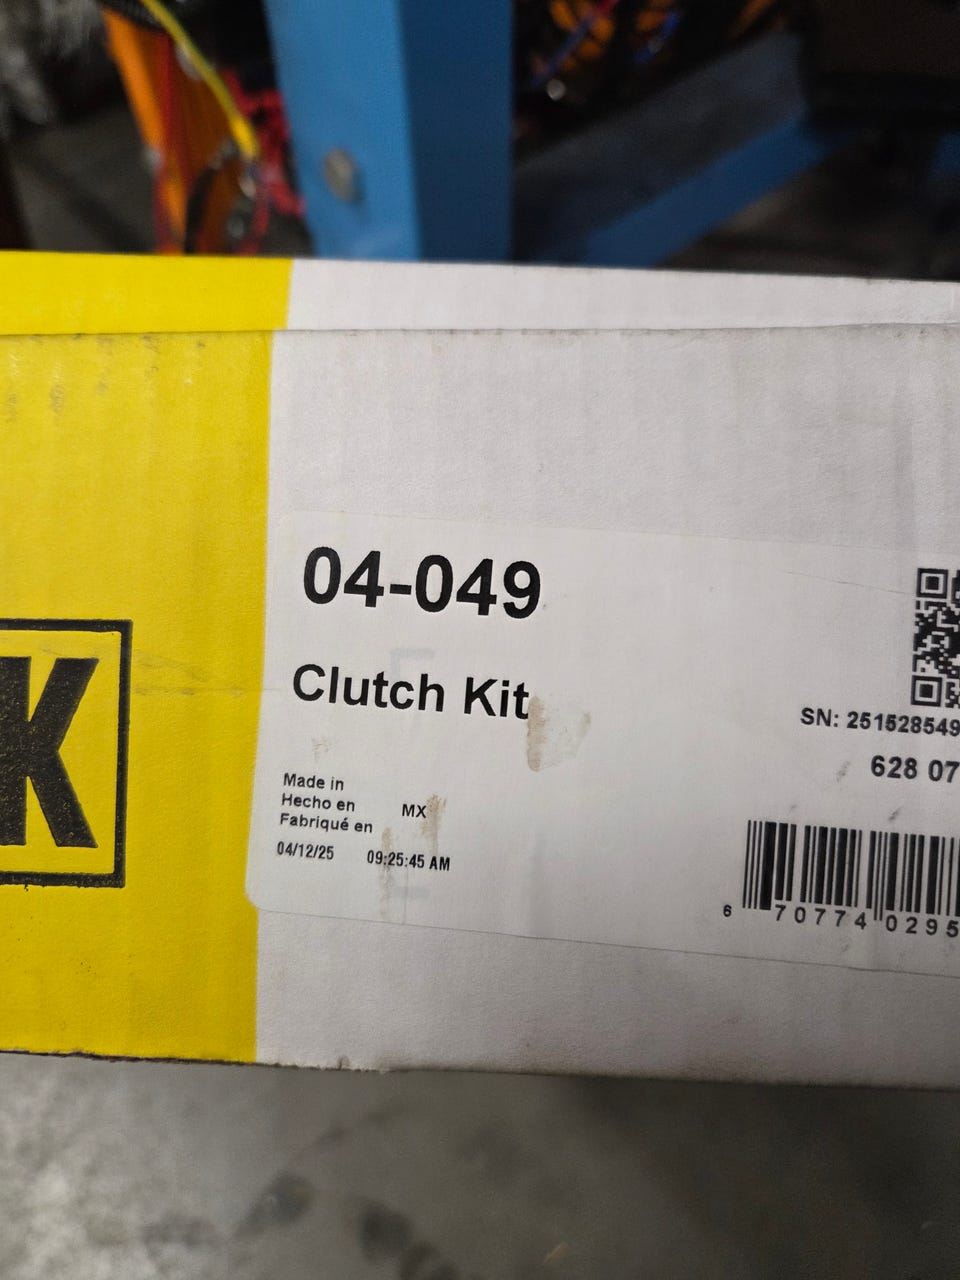 04-049
Clutch Kit
K
Made in
Hecho en
Fabriqué en
MX
04/12/25 09:25:45 AM
SN: 251528549
628 07
6 70774 0295